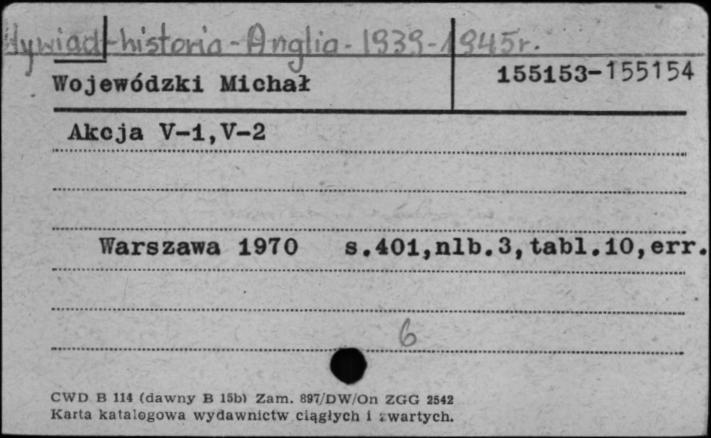 Wywiad-historia-Anglia-1939-1945r.
Wojewódzki Michał
155153-155154
Akcja V-1,V-2
Warszawa 1970 s.401,nlb.3,tabl.10,err.
6
CWD B 114 (dawny B 15b) Zam. 897/DW/On ZGG 2542
Karta katalogowa wydawnictw ciągłych i zwartych.